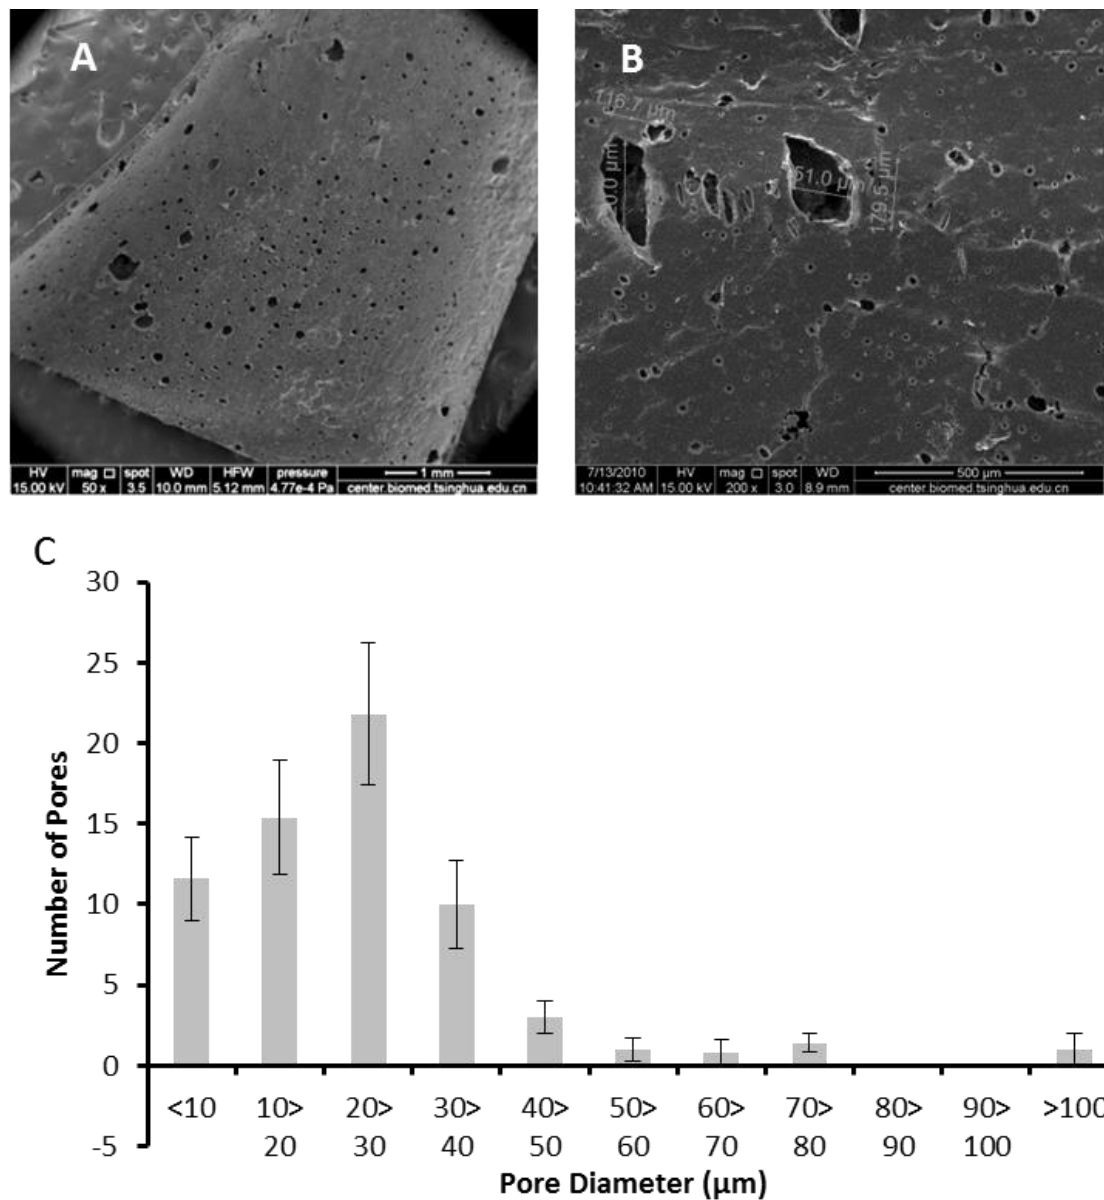 A
HV mag □ spot WD HFW pressure 1 mm
15.00 kV 50 x 3.5 10.0 mm 5.12 mm 4.77e-4 Pa center.biomed.tsinghua.edu.cn
B
116.7 µm
0.0 µm
51.0 µm
179.5 µm
7/13/2010 HV mag □ spot WD 500 µm
10:41:32 AM 15.00 kV 200 x 3.0 8.9 mm center.biomed.tsinghua.edu.cn
C
30
25
20
15
10
5
0
-5
Number of Pores
<10 10> 20> 30> 40> 50> 60> 70> 80> 90> >100
20 30 40 50 60 70 80 90 100
Pore Diameter (µm)